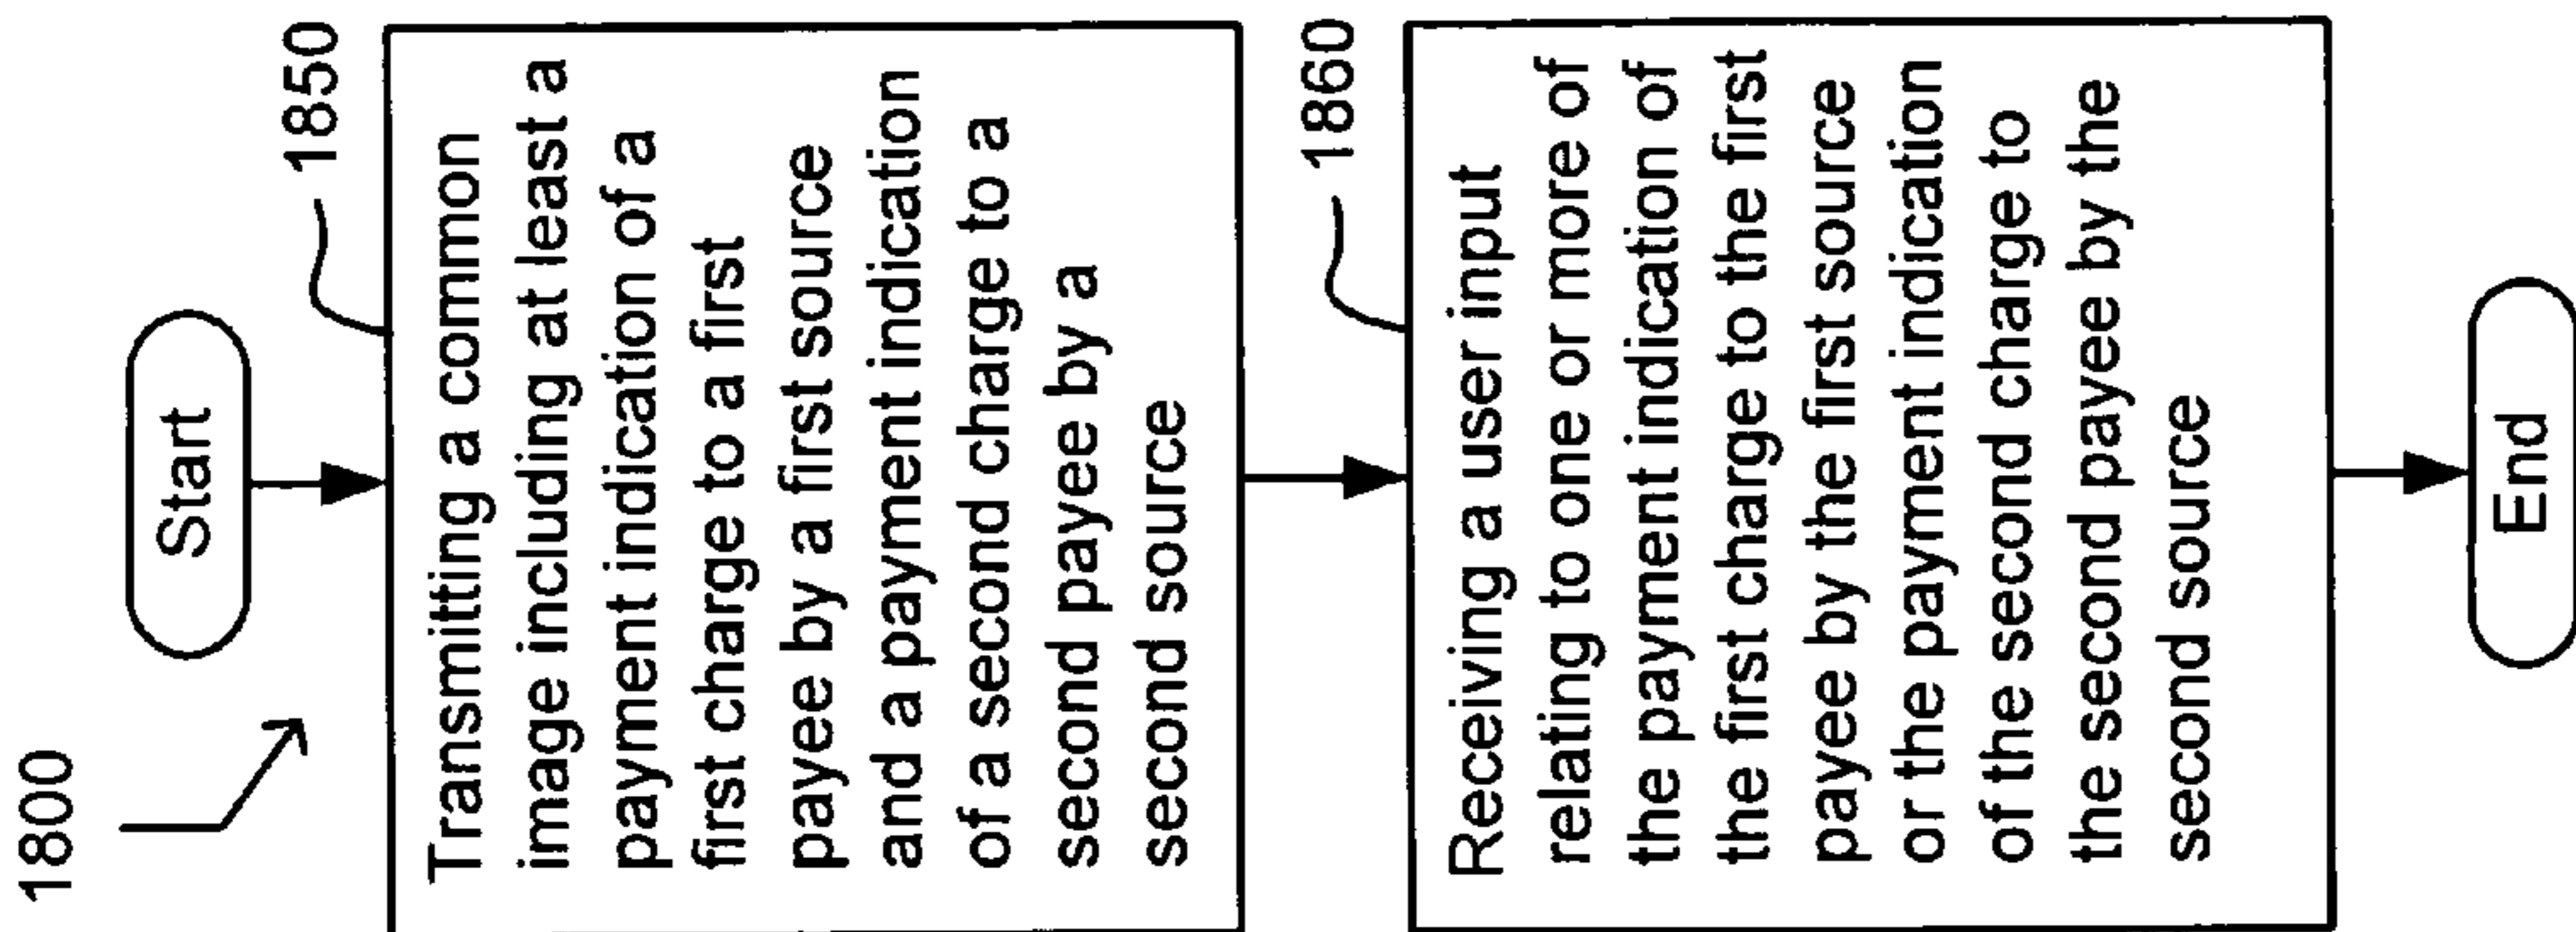 1800
Start
1850
Transmitting a common
image including at least a
payment indication of a
first charge to a first
payee by a first source
and a payment indication
of a second charge to a
second payee by a
second source
1860
Receiving a user input
relating to one or more of
the payment indication of
the first charge to the first
payee by the first source
or the payment indication
of the second charge to
the second payee by the
second source
End